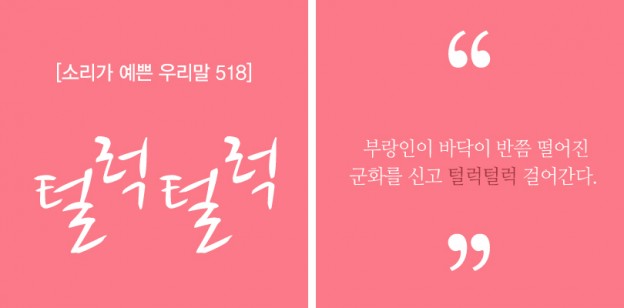 [소리가 예쁜 우리말 518]
털럭털럭
“
부랑인이 바닥이 반쯤 떨어진
군화를 신고 털럭털럭 걸어간다.
”